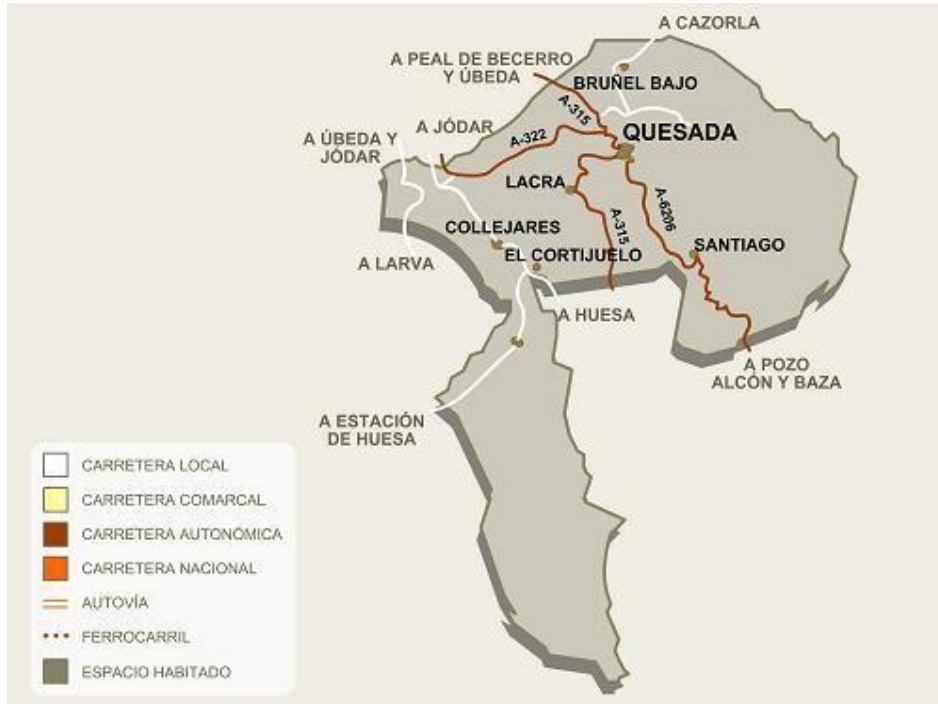 A CAZORLA
A PEAL DE BECERRO
Y ÚBEDA
BRUÑEL BAJO
A-315
A ÚBEDA Y
JÓDAR
A JÓDAR
A-322
QUESADA
LACRA
A-315
A-6206
COLLEJARES
EL CORTIJUELO
SANTIAGO
A LARVA
A HUESA
A POZO
ALCÓN Y BAZA
A ESTACIÓN
DE HUESA
CARRETERA LOCAL
CARRETERA COMARCAL
CARRETERA AUTONÓMICA
CARRETERA NACIONAL
AUTOVÍA
FERROCARRIL
ESPACIO HABITADO